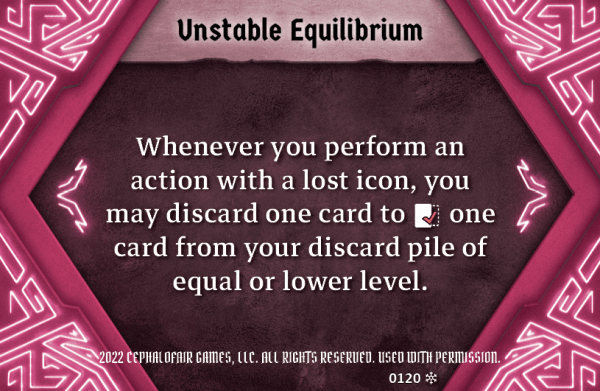 Unstable Equilibrium
Whenever you perform an
action with a lost icon, you
may discard one card to one
card from your discard pile of
equal or lower level.
2022 CEPHALOFAIR GAMES, LLC. ALL RIGHTS RESERVED. USED WITH PERMISSION.
0120